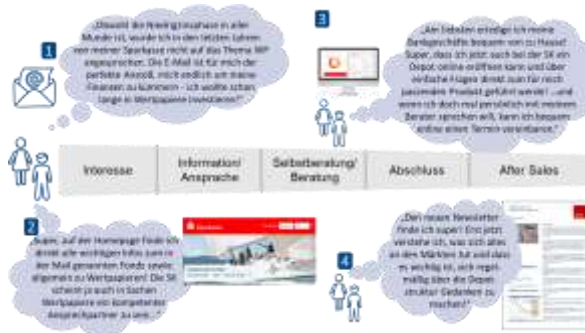 1
„Obwohl die Niedrigzinsphase in aller
Munde ist, wurde ich in den letzten Jahren
von meiner Sparkasse nicht auf das Thema WP
angesprochen. Die E-Mail ist für mich der
perfekte Anstoß, mich endlich um meine
Finanzen zu kümmern – ich wollte schon
lange in Wertpapiere investieren!“
3
„Am liebsten erledige ich meine
Bankgeschäfte bequem von zu Hause!
Super, dass ich jetzt auch bei der SK ein
Depot online eröffnen kann und über
einfache Fragen direkt zum für mich
passenden Produkt geführt werde! ...und
wenn ich doch mal persönlich mit meinem
Berater sprechen will, kann ich bequem
online einen Termin vereinbaren.“
Interesse
Information/
Ansprache
Selbstberatung/
Beratung
Abschluss
After Sales
2
„Super, auf der Homepage finde ich
direkt alle wichtigen Infos zum in
der Mail genannten Fonds sowie
allgemein zu Wertpapieren! Die SK
scheint ja auch in Sachen
Wertpapiere ein kompetenter
Ansprechpartner zu sein...“
4
„Den neuen Newsletter
finde ich super! Erst jetzt
verstehe ich, was sich alles
an den Märkten tut und dass
es wichtig ist, sich regel-
mäßig über die Depot-
struktur Gedanken zu
machen!“